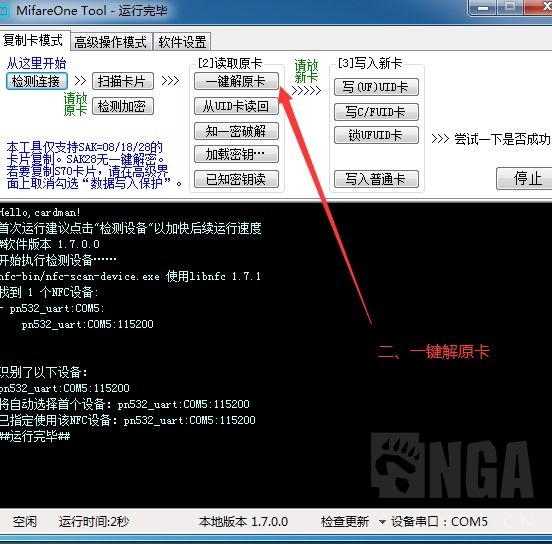 MifareOne Tool - 运行完毕
复制卡模式 高级操作模式 软件设置
从这里开始
检测连接 >> 扫描卡片 >>>
请放原卡 检测加密
本工具仅支持SAK=08/18/28的
卡片复制。SAK28无一键解密。
若要复制S70卡片，请在高级界
面上取消勾选“数据写入保护”。
[2]读取原卡
一键解原卡
从UID卡读回
知一密破解
加载密钥…
已知密钥读
请放
新卡
>>>>>
[3]写入新卡
写(UF)UID卡
写C/FUID卡
锁UFUID卡
写入普通卡
>>> 尝试一下是否成功
停止
Hello,cardman!
首次运行建议点击“检测设备”以加快后续运行速度
#软件版本 1.7.0.0
开始执行检测设备……
nfc-bin/nfc-scan-device.exe 使用libnfc 1.7.1
找到 1 个NFC设备:
- pn532_uart:COM5:
pn532_uart:COM5:115200
识别了以下设备:
pn532_uart:COM5:115200
将自动选择首个设备: pn532_uart:COM5:115200
已指定使用该NFC设备: pn532_uart:COM5:115200
##运行完毕##
二、一键解原卡
NGA
空闲 运行时间:2秒 本地版本 1.7.0.0 检查更新 设备串口: COM5